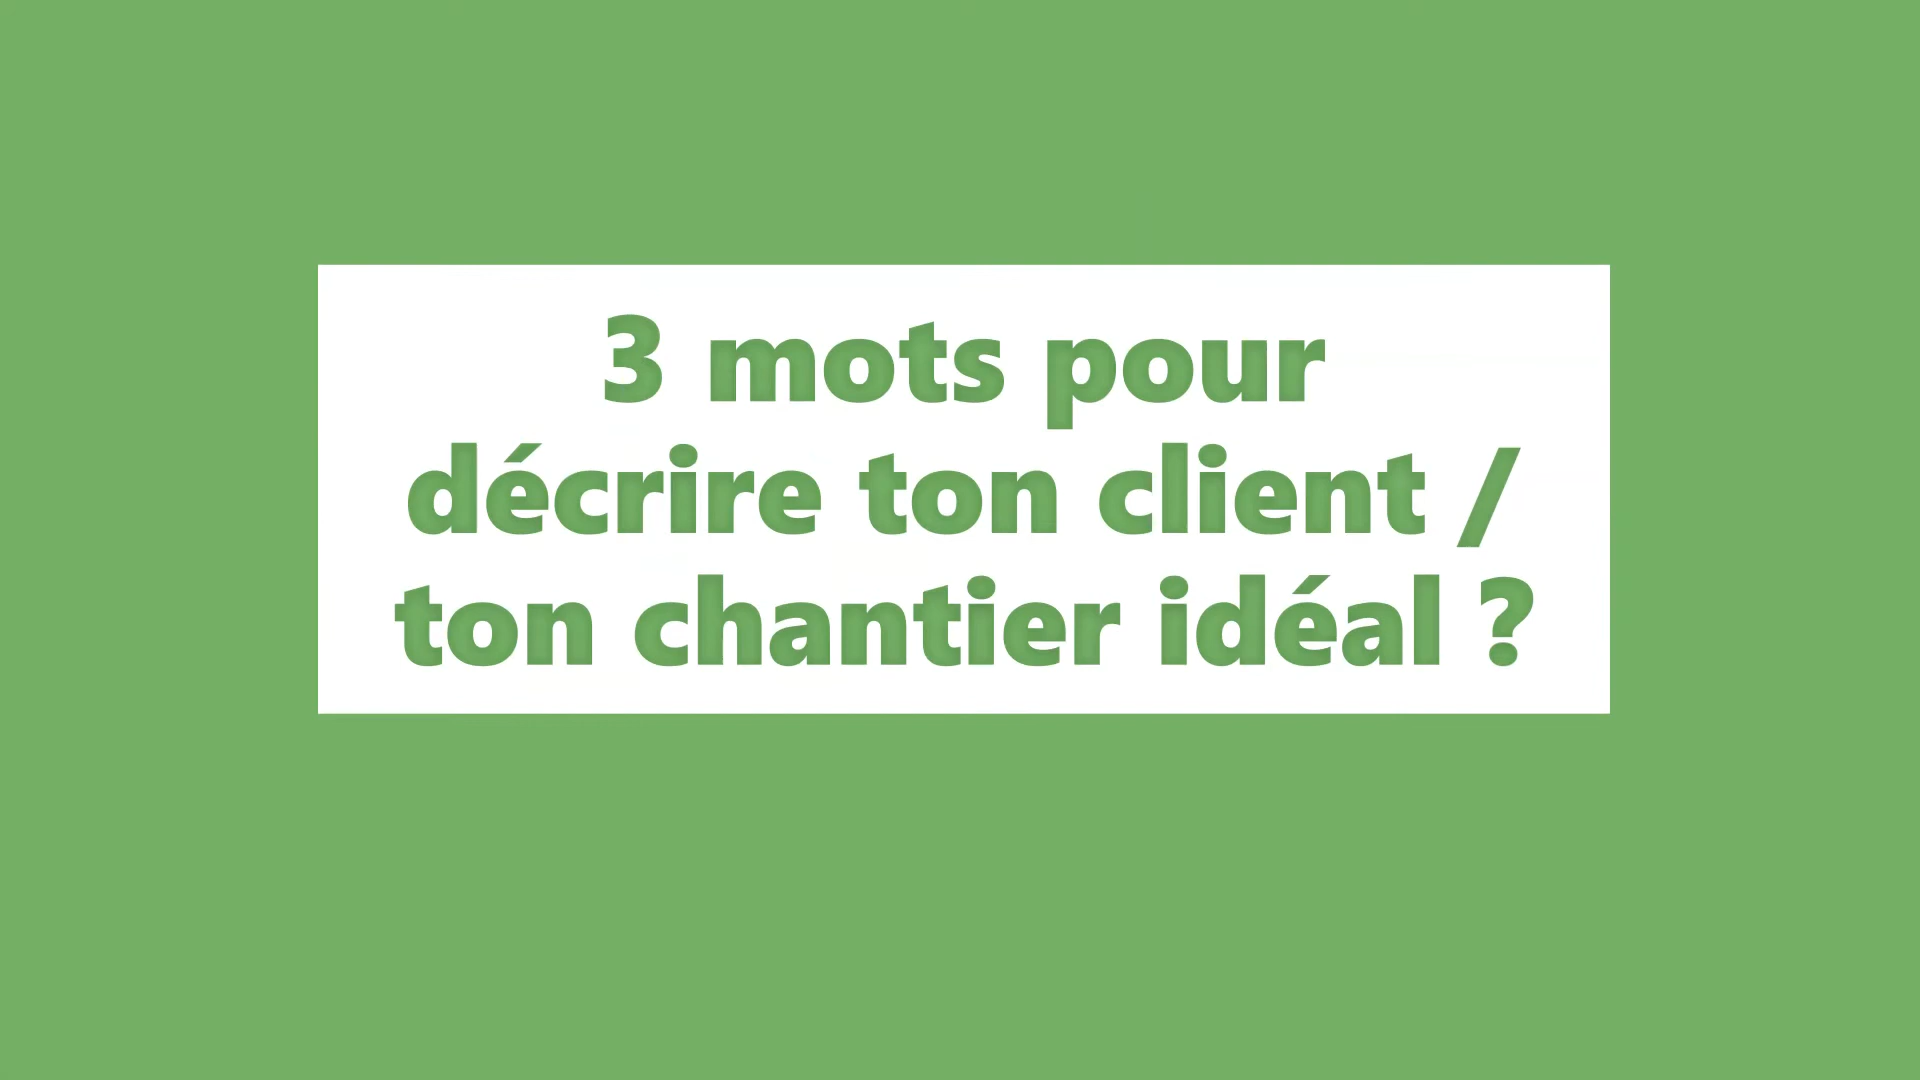 3 mots pour
décrire ton client /
ton chantier idéal ?